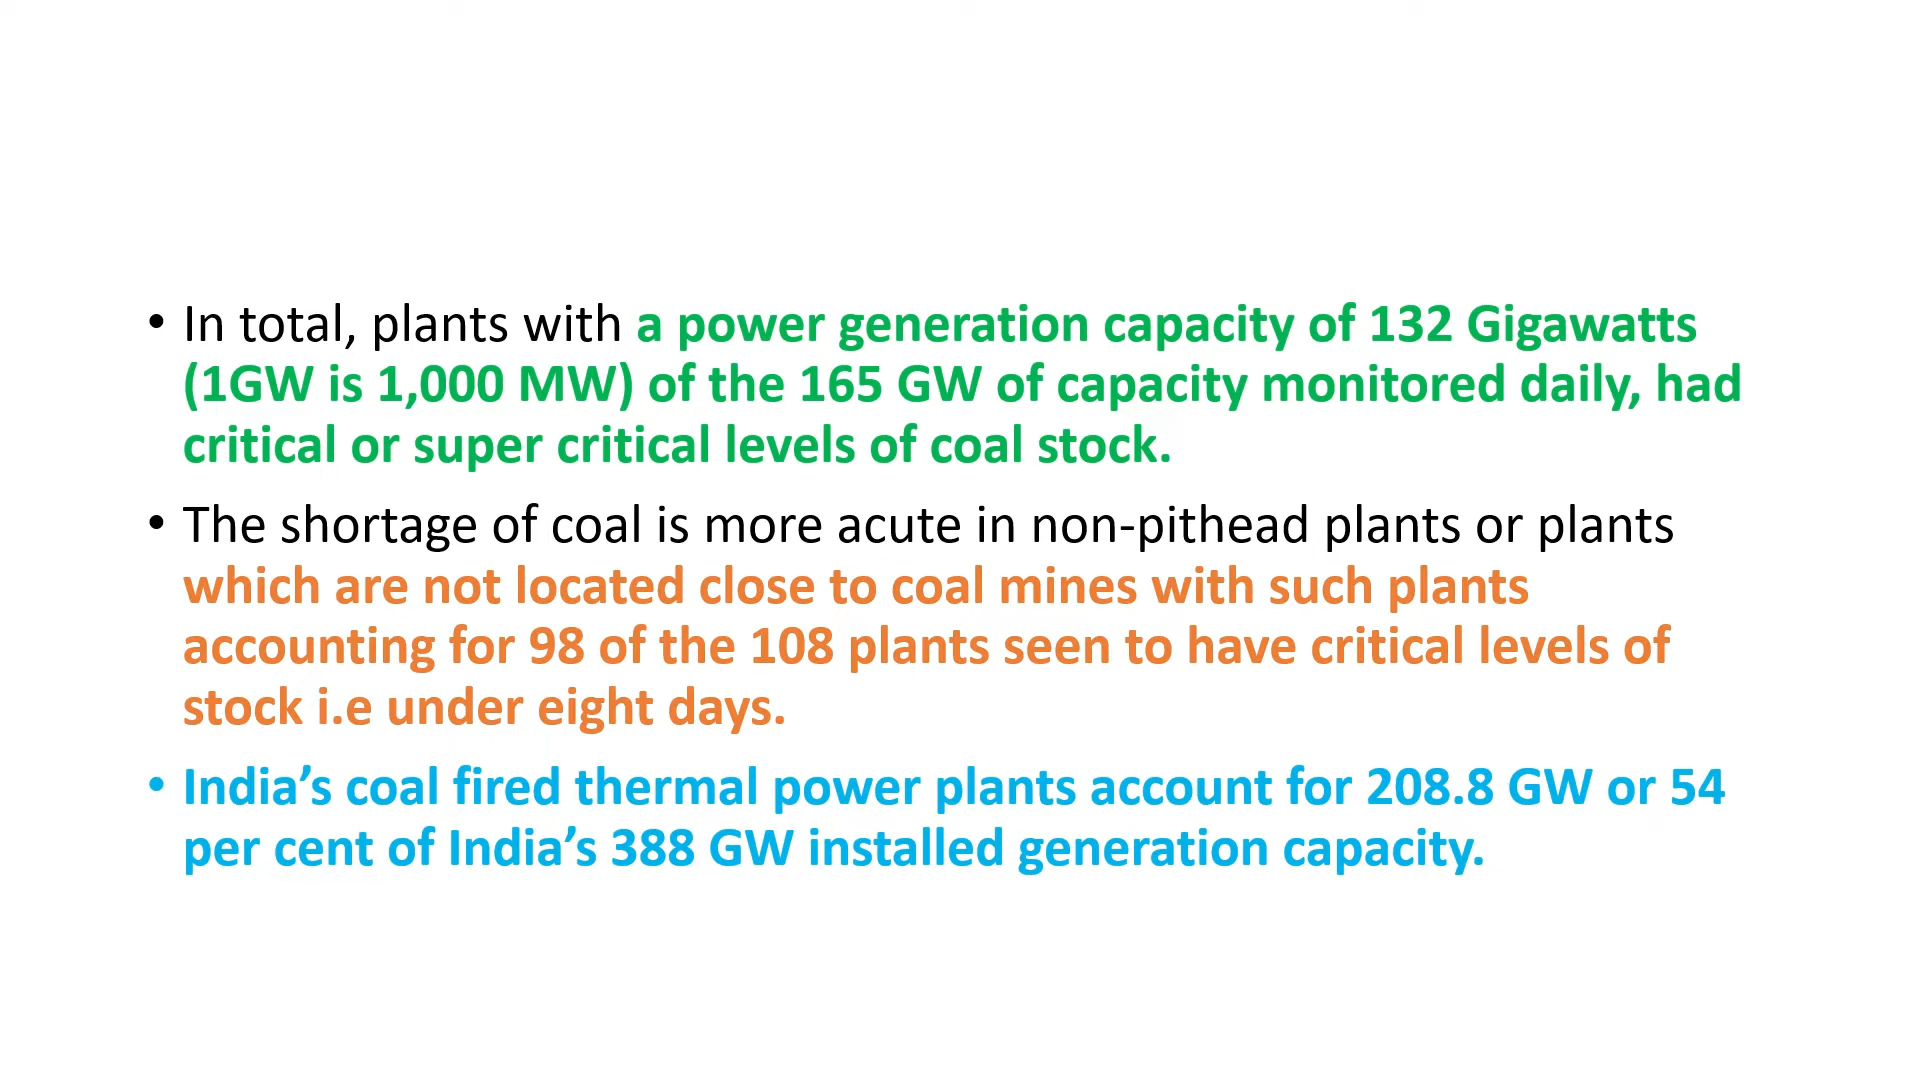 • In total, plants with a power generation capacity of 132 Gigawatts
(1GW is 1,000 MW) of the 165 GW of capacity monitored daily, had
critical or super critical levels of coal stock.
• The shortage of coal is more acute in non-pithead plants or plants
which are not located close to coal mines with such plants
accounting for 98 of the 108 plants seen to have critical levels of
stock i.e under eight days.
• India’s coal fired thermal power plants account for 208.8 GW or 54
per cent of India’s 388 GW installed generation capacity.